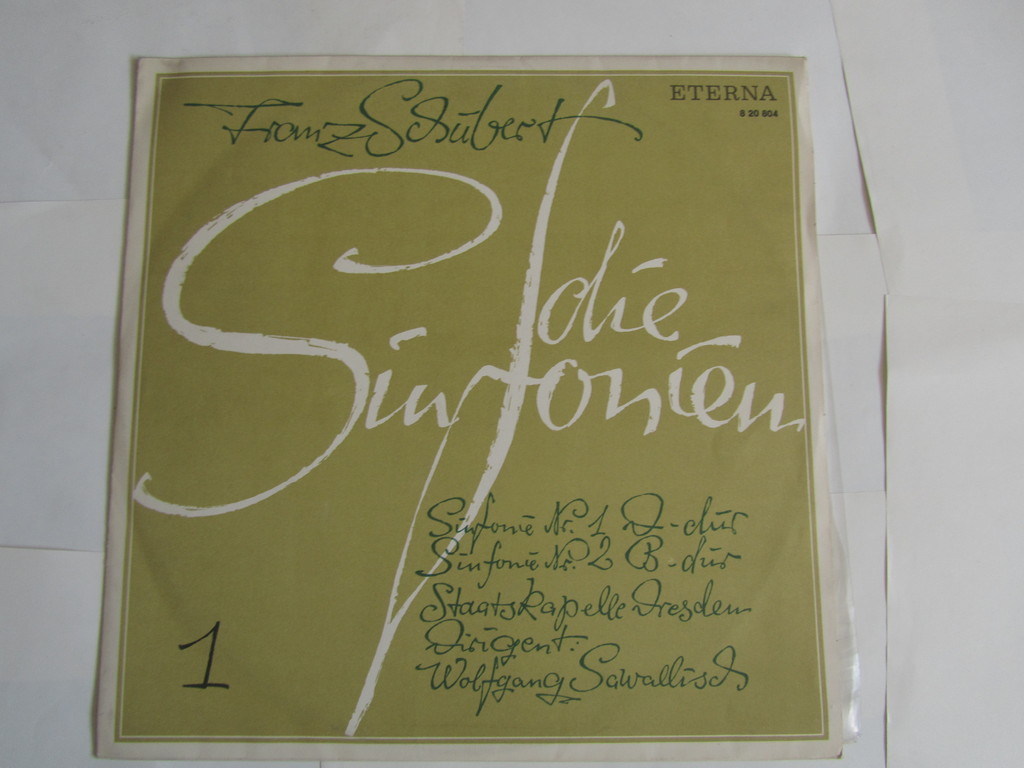 Franz Schubert
ETERNA
8 20 804
die
Sinfonien
Sinfonie Nr. 1 D-dur
Sinfonie Nr. 2 B-dur
Staatskapelle Dresden
Dirigent:
Wolfgang Sawallisch
1